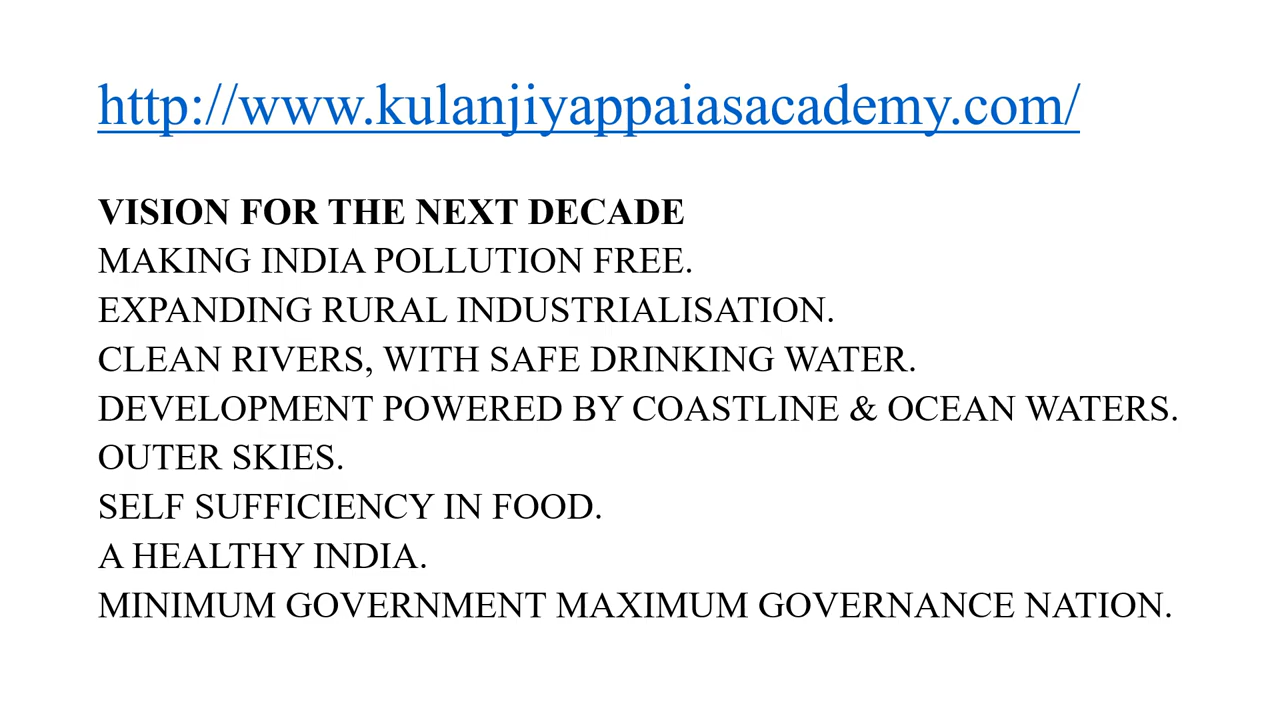 http://www.kulanjiyappaiasacademy.com/
VISION FOR THE NEXT DECADE
MAKING INDIA POLLUTION FREE.
EXPANDING RURAL INDUSTRIALISATION.
CLEAN RIVERS, WITH SAFE DRINKING WATER.
DEVELOPMENT POWERED BY COASTLINE & OCEAN WATERS.
OUTER SKIES.
SELF SUFFICIENCY IN FOOD.
A HEALTHY INDIA.
MINIMUM GOVERNMENT MAXIMUM GOVERNANCE NATION.